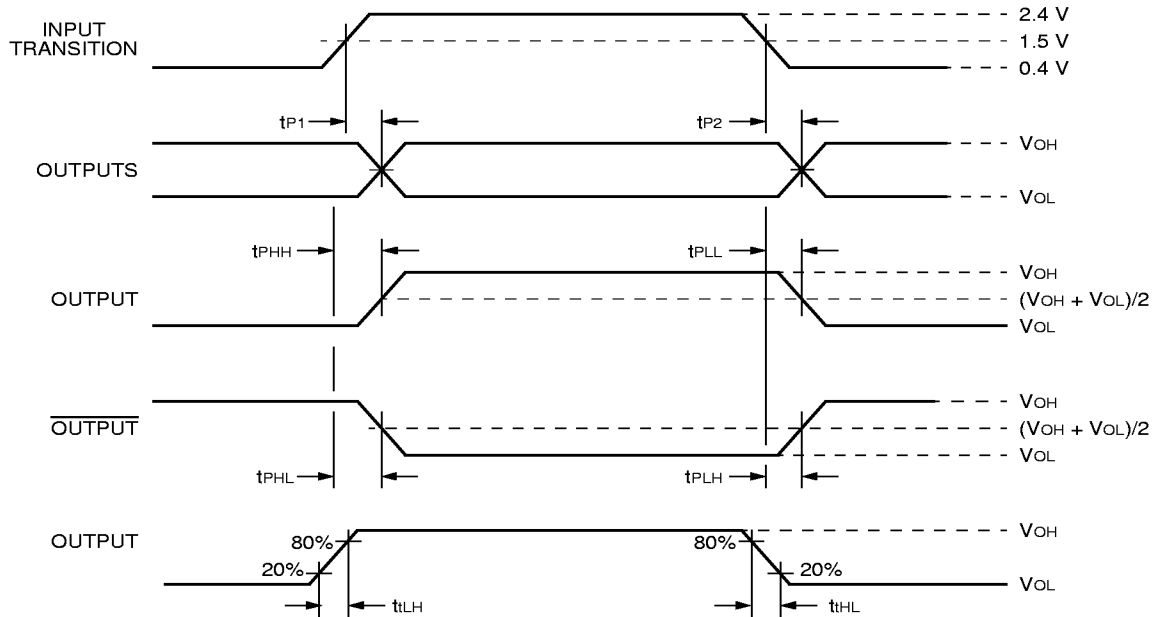 INPUT
TRANSITION
2.4 V
1.5 V
0.4 V
tP1
tP2
OUTPUTS
VOH
VOL
tPHH
tPLL
OUTPUT
VOH
(VOH + VOL)/2
VOL
OUTPUT
VOH
(VOH + VOL)/2
VOL
tPHL
tPLH
OUTPUT
80%
80%
VOH
20%
20%
VOL
ttLH
ttHL